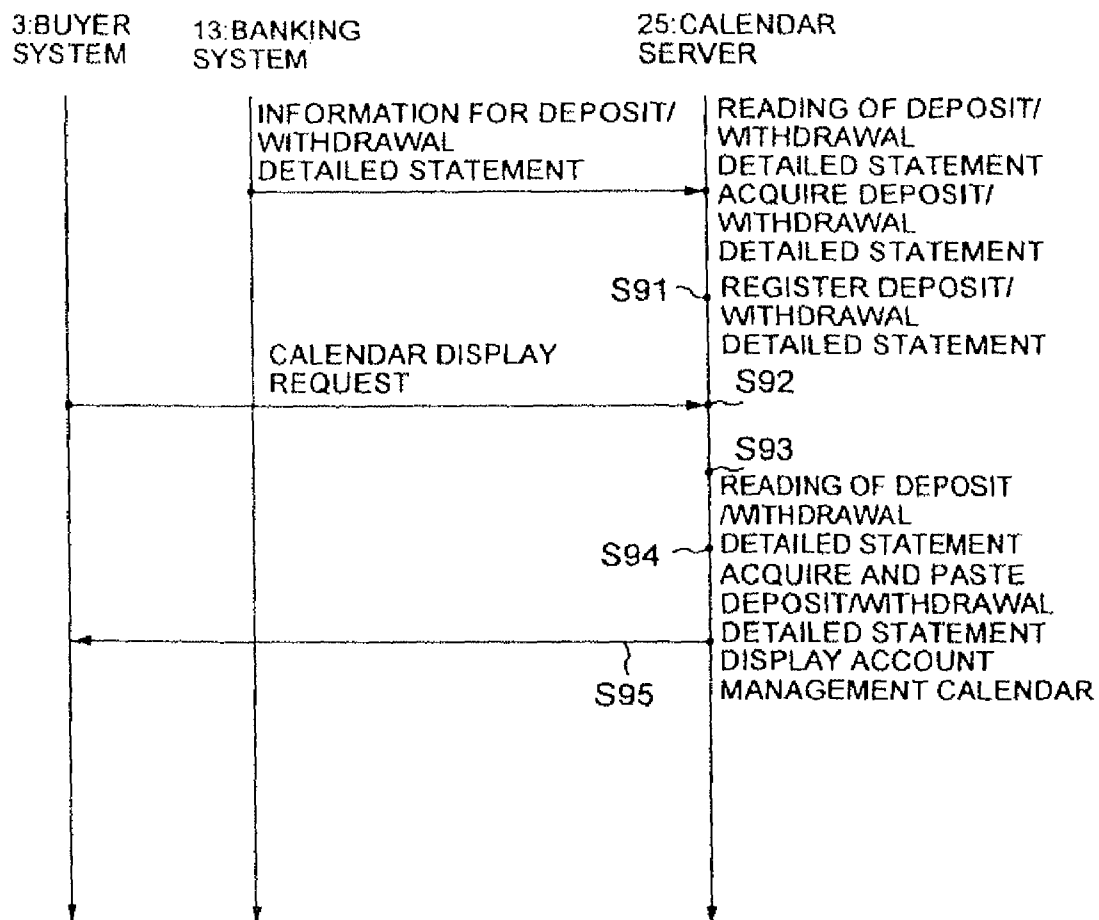 3:BUYER
SYSTEM
13:BANKING
SYSTEM
25:CALENDAR
SERVER
INFORMATION FOR DEPOSIT/
WITHDRAWAL
DETAILED STATEMENT
READING OF DEPOSIT/
WITHDRAWAL
DETAILED STATEMENT
ACQUIRE DEPOSIT/
WITHDRAWAL
DETAILED STATEMENT
S91
REGISTER DEPOSIT/
WITHDRAWAL
DETAILED STATEMENT
CALENDAR DISPLAY
REQUEST
S92
S93
READING OF DEPOSIT
/WITHDRAWAL
DETAILED STATEMENT
S94
ACQUIRE AND PASTE
DEPOSIT/WITHDRAWAL
DETAILED STATEMENT
DISPLAY ACCOUNT
MANAGEMENT CALENDAR
S95